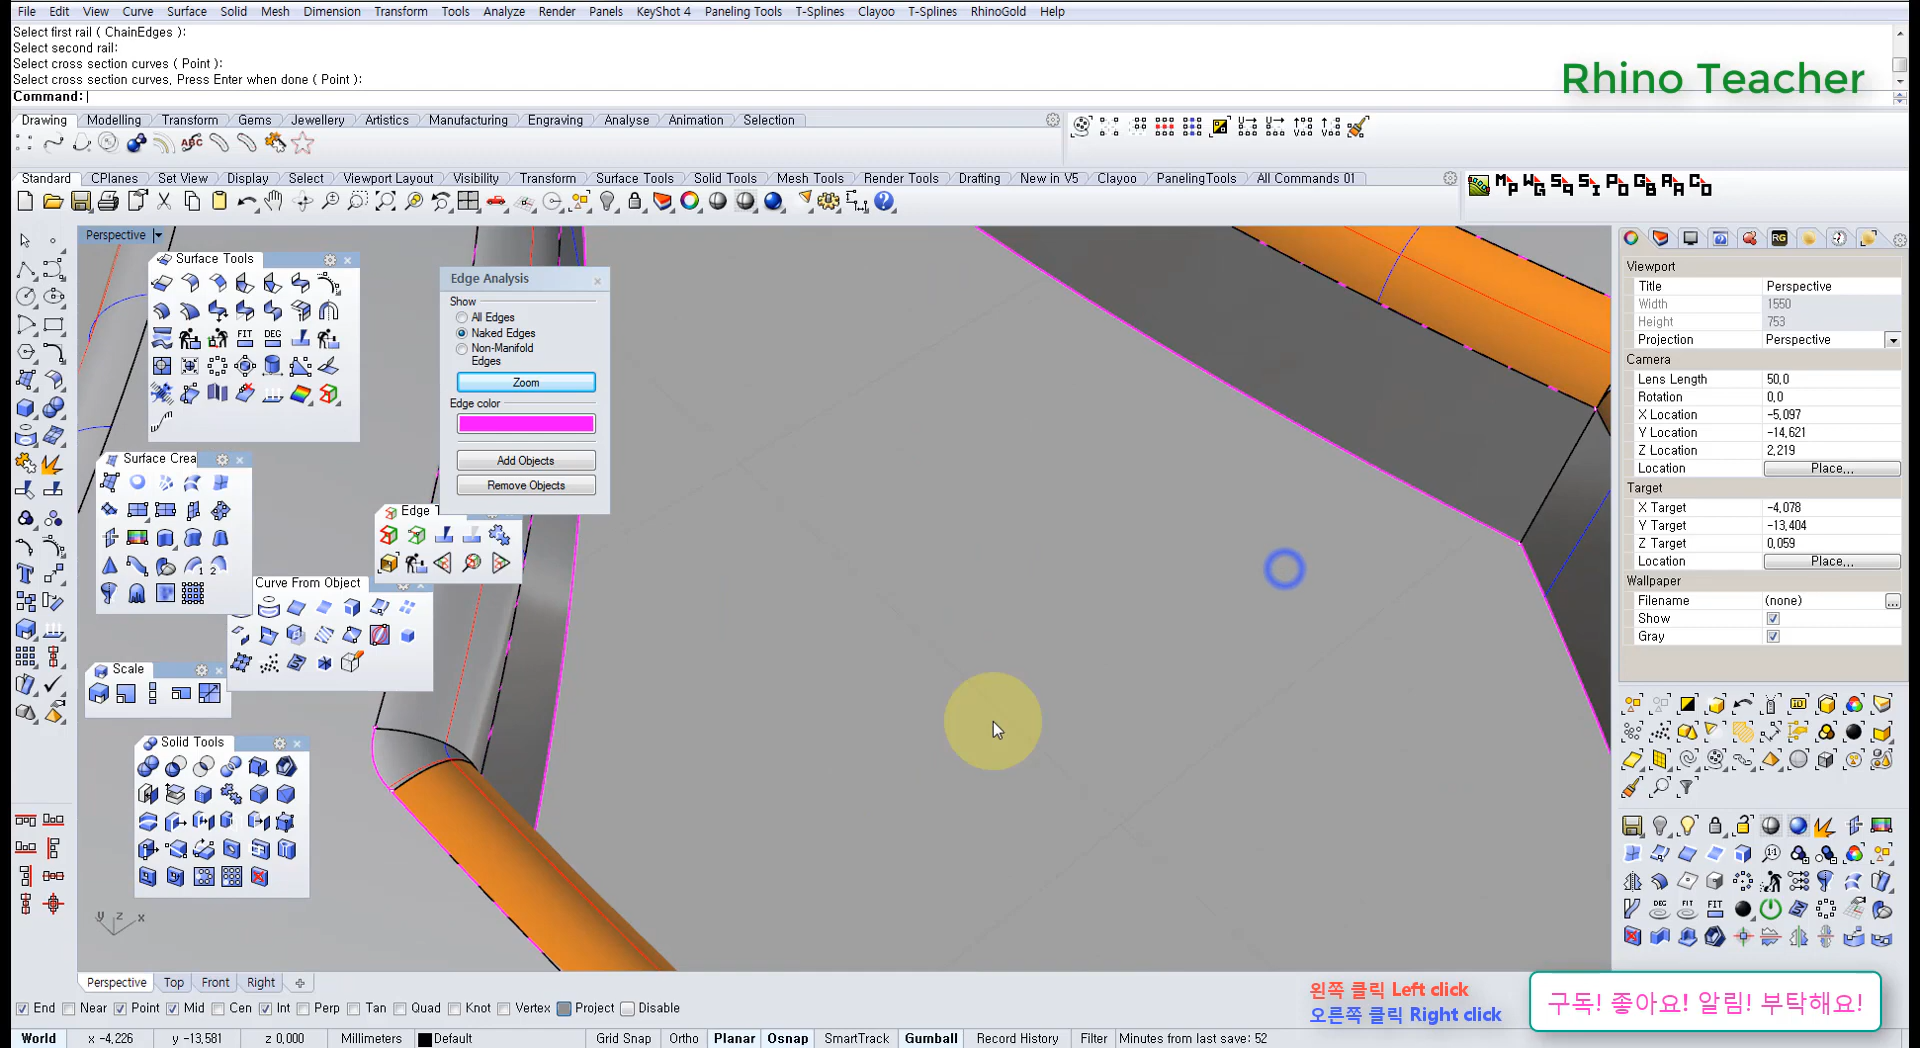 File Edit View Curve Surface Solid Mesh Dimension Transform Tools Analyze Render Panels KeyShot 4 Paneling Tools T-Splines Clayoo T-Splines RhinoGold Help
Select first rail ( ChainEdges ):
Select second rail:
Select cross section curves ( Point ):
Select cross section curves, Press Enter when done ( Point ):
Command:
Rhino Teacher
Drawing Modelling Transform Gems Jewellery Artistics Manufacturing Engraving Analyse Animation Selection
Standard CPlanes Set View Display Select Viewport Layout Visibility Transform Surface Tools Solid Tools Mesh Tools Render Tools Drafting New in V5 Clayoo PanelingTools All Commands 01
Perspective
Surface Tools
FIT DEG
Surface Crea
Curve From Object
Scale
Solid Tools
Edge Analysis
Show
All Edges
Naked Edges
Non-Manifold
Edges
Zoom
Edge color
Add Objects
Remove Objects
Edge T
Viewport
Title Perspective
Width 1550
Height 753
Projection Perspective
Camera
Lens Length 50,0
Rotation 0,0
X Location -5,097
Y Location -14,621
Z Location 2,219
Location Place...
Target
X Target -4,078
Y Target -13,404
Z Target 0,059
Location Place...
Wallpaper
Filename (none)
Show
Gray
DEG FIT FIT
y z x
Perspective Top Front Right
왼쪽 클릭 Left click
오른쪽 클릭 Right click
구독! 좋아요! 알림! 부탁해요!
End Near Point Mid Cen Int Perp Tan Quad Knot Vertex Project Disable
World x -4,226 y -13,581 z 0,000 Millimeters Default Grid Snap Ortho Planar Osnap SmartTrack Gumball Record History Filter Minutes from last save: 52